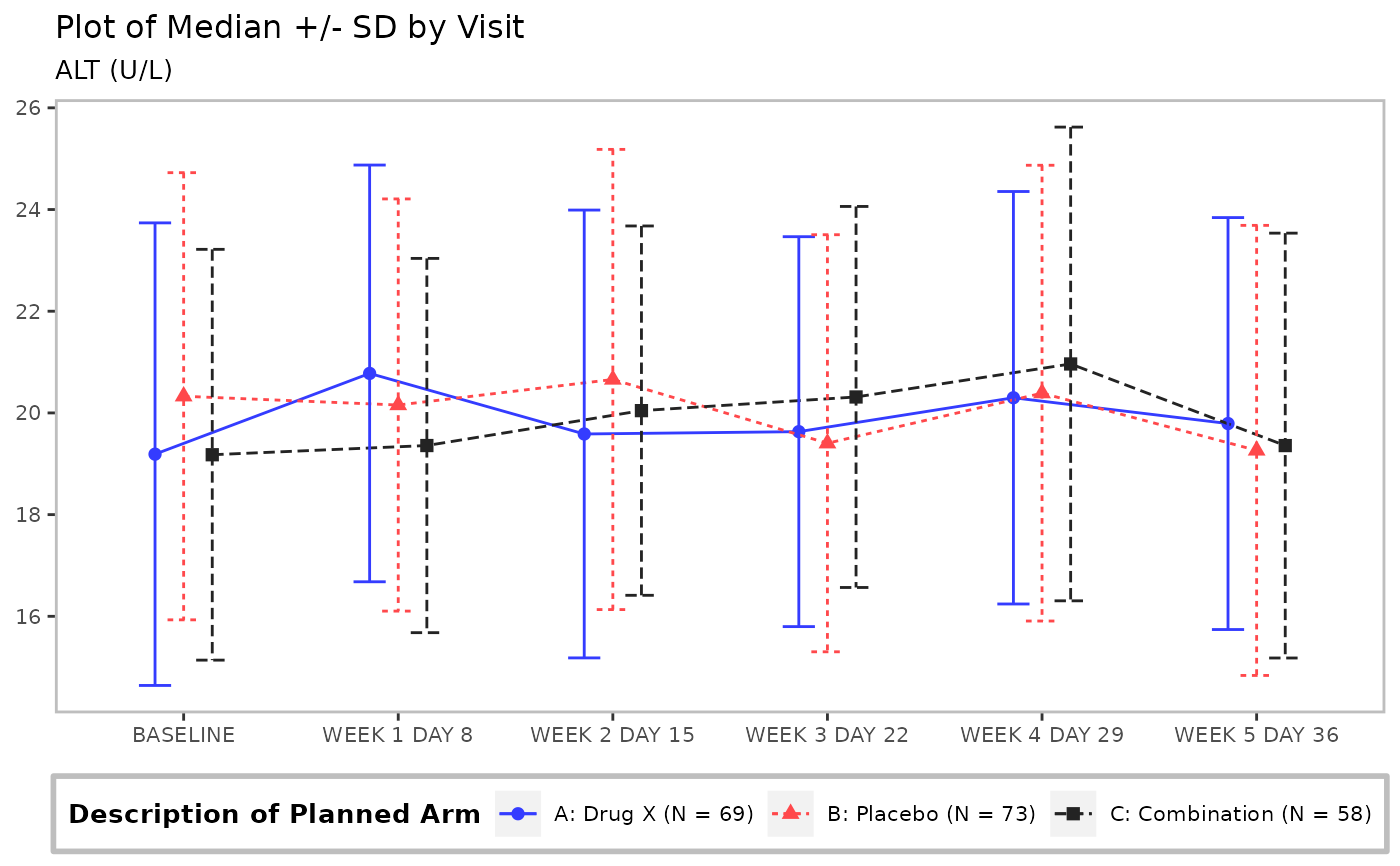 Plot of Median +/- SD by Visit
ALT (U/L)
26
24
22
20
18
16
BASELINE WEEK 1 DAY 8 WEEK 2 DAY 15 WEEK 3 DAY 22 WEEK 4 DAY 29 WEEK 5 DAY 36
Description of Planned Arm A: Drug X (N = 69) B: Placebo (N = 73) C: Combination (N = 58)